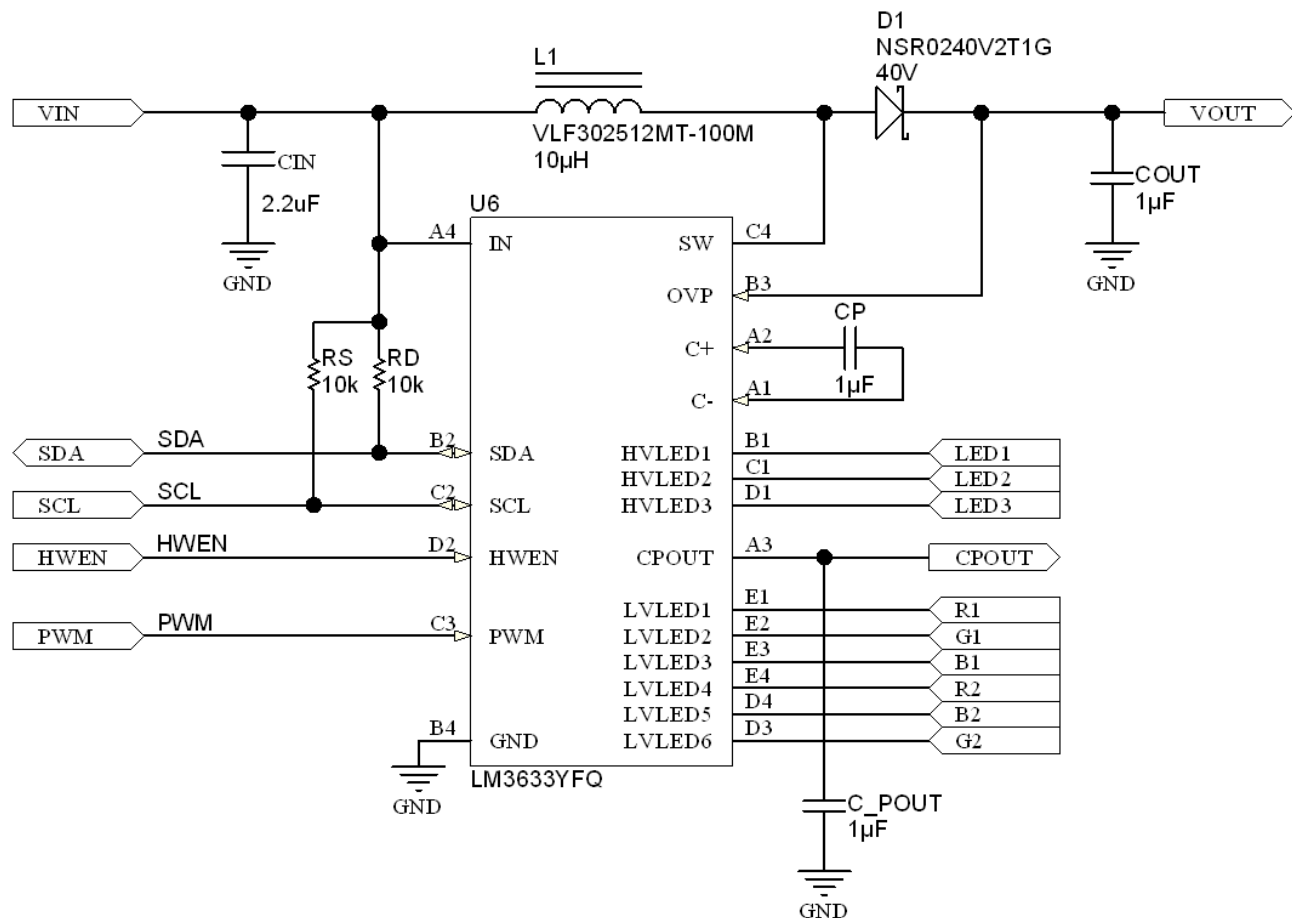 D1
NSR0240V2T1G
40V
L1
VIN
VOUT
VLF302512MT-100M
10µH
CIN
2.2uF
COUT
1µF
GND
GND
U6
A4
IN
SW
C4
OVP
B3
CP
C+
A2
1µF
C-
A1
RS
10k
RD
10k
SDA
SDA
B2
SDA
HVLED1
B1
LED1
HVLED2
C1
LED2
SCL
SCL
C2
SCL
HVLED3
D1
LED3
HWEN
HWEN
D2
HWEN
CPOUT
A3
CPOUT
LVLED1
E1
R1
PWM
PWM
C3
PWM
LVLED2
E2
G1
LVLED3
E3
B1
LVLED4
E4
R2
LVLED5
D4
B2
B4
GND
LVLED6
D3
G2
LM3633YFQ
GND
C_POUT
1µF
GND